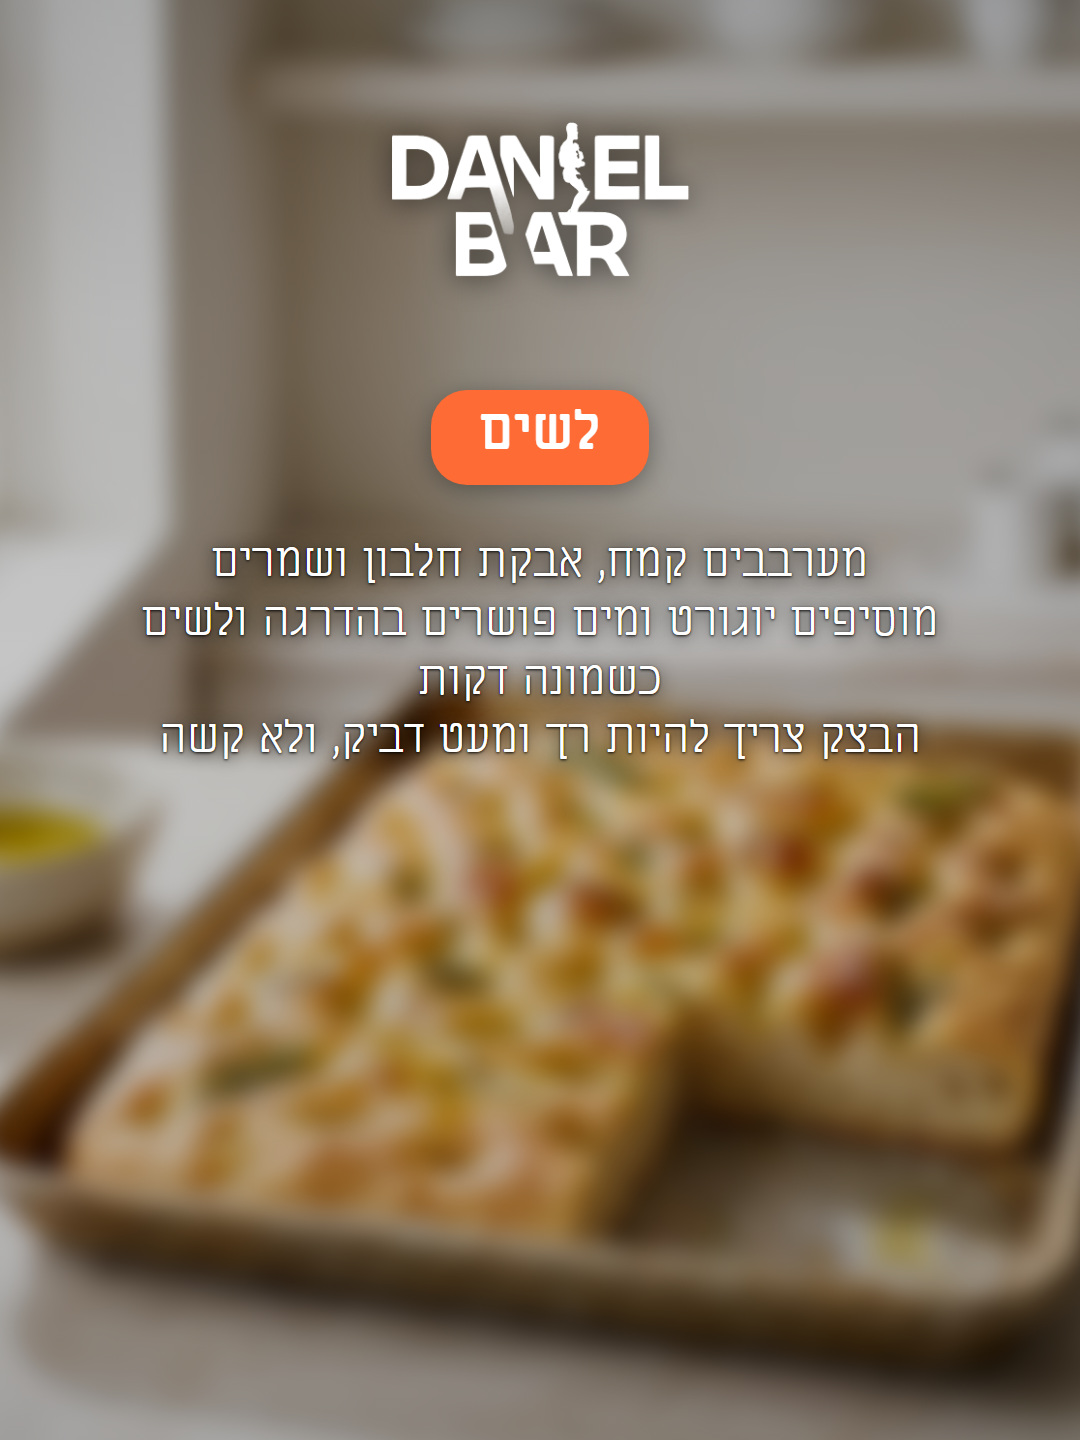 DANIEL
BAR
לשים
מערבבים קמח, אבקת חלבון ושמרים
מוסיפים יוגורט ומים פושרים בהדרגה ולשים
כשמונה דקות
הבצק צריך להיות רך ומעט דביק, ולא קשה